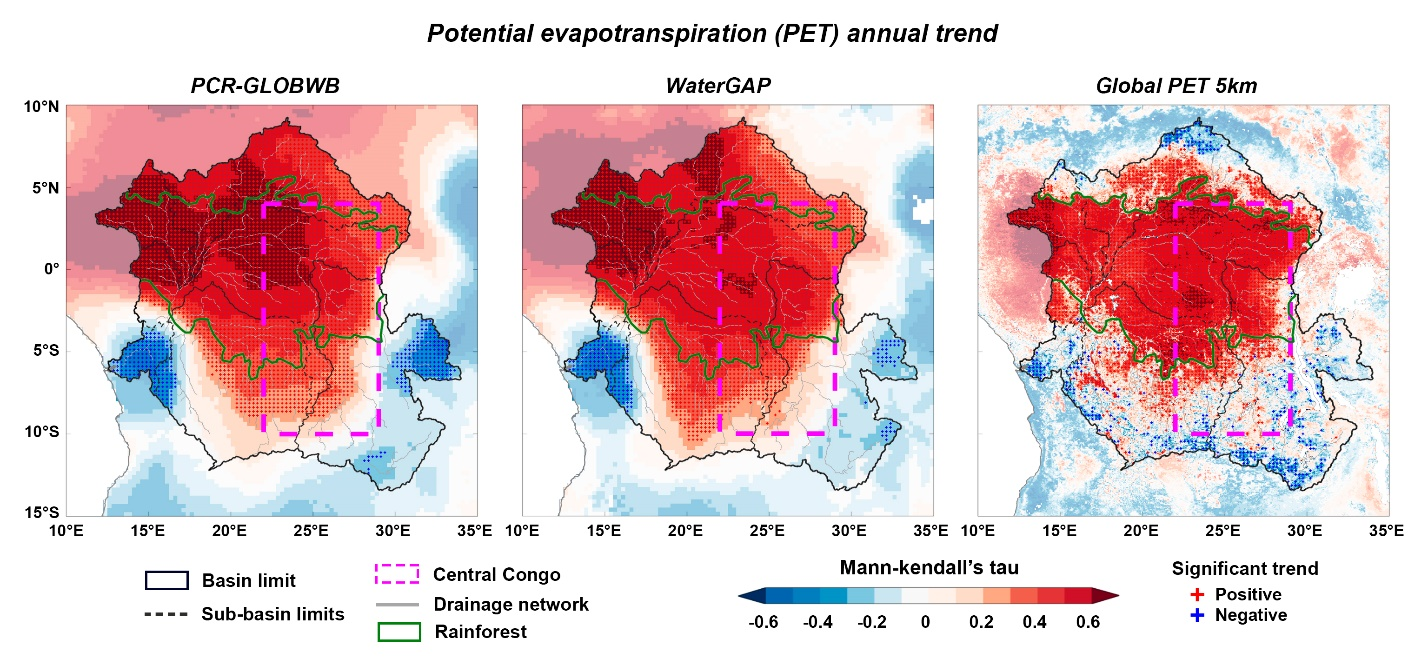 Potential evapotranspiration (PET) annual trend
PCR-GLOBWB WaterGAP Global PET 5km
10°N
5°N
0°
5°S
10°S
15°S
10°E 15°E 20°E 25°E 30°E 35°E 10°E 15°E 20°E 25°E 30°E 35°E 10°E 15°E 20°E 25°E 30°E 35°E
Basin limit
Sub-basin limits
Central Congo
Drainage network
Rainforest
Mann-kendall's tau
-0.6 -0.4 -0.2 0 0.2 0.4 0.6
Significant trend
Positive
Negative